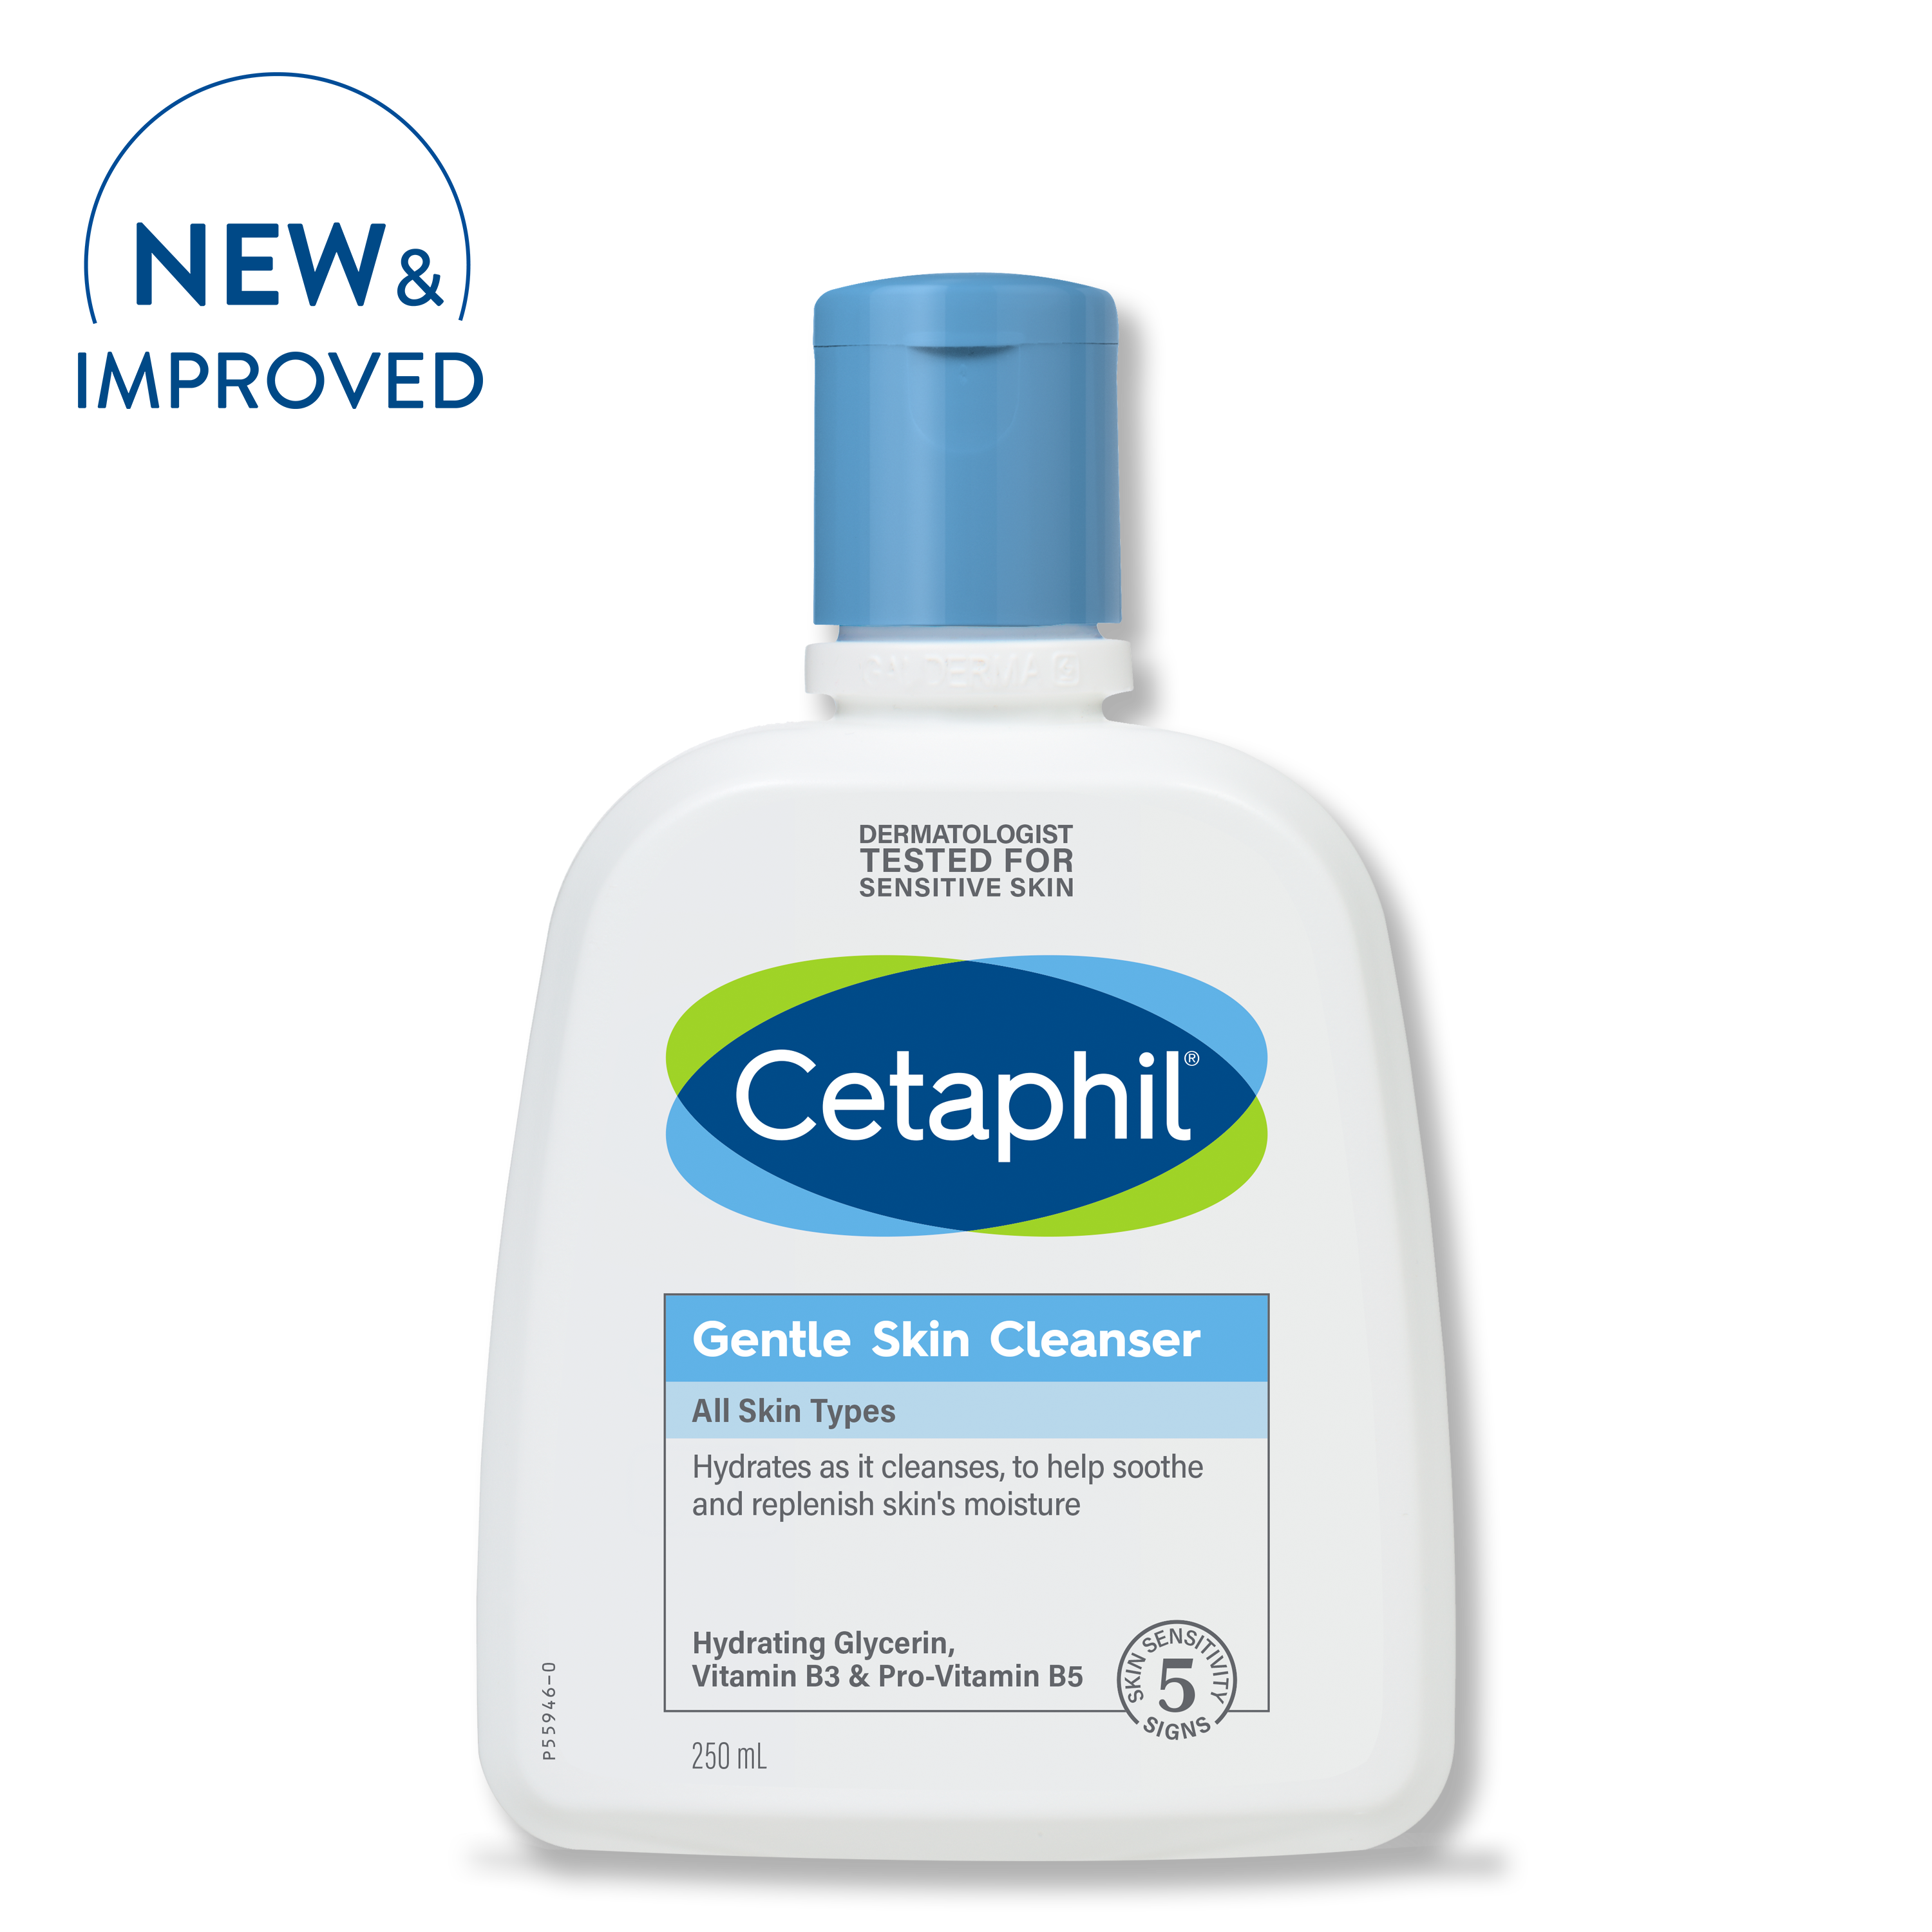 NEW &
IMPROVED
GALDERMA
DERMATOLOGIST
TESTED FOR
SENSITIVE SKIN
Cetaphil®
Gentle Skin Cleanser
All Skin Types
Hydrates as it cleanses, to help soothe
and replenish skin's moisture
Hydrating Glycerin,
Vitamin B3 & Pro-Vitamin B5
SKIN SENSITIVITY
5
SIGNS
250 mL
P55946-0